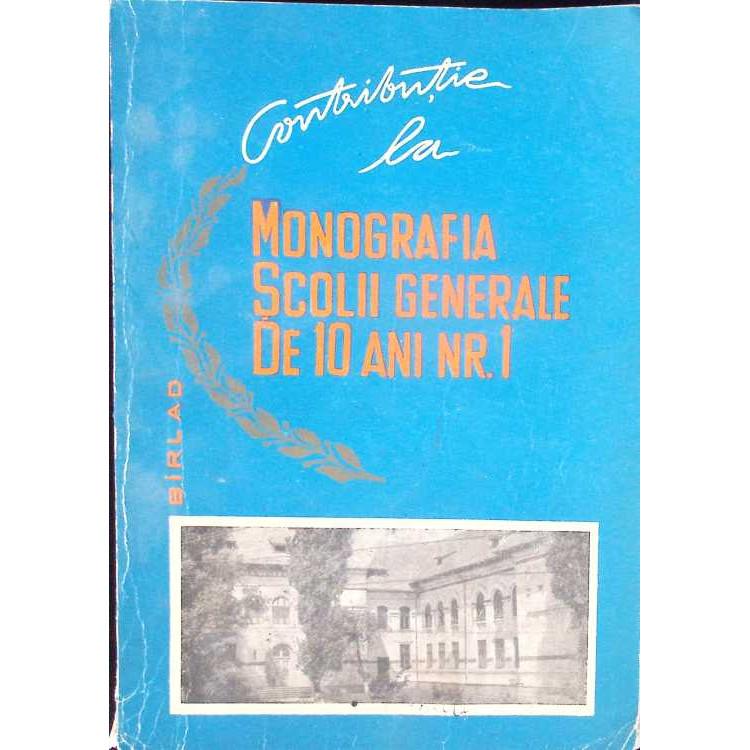 Contribuție
la
MONOGRAFIA
ȘCOLII GENERALE
DE 10 ANI NR.1
BÎRLAD